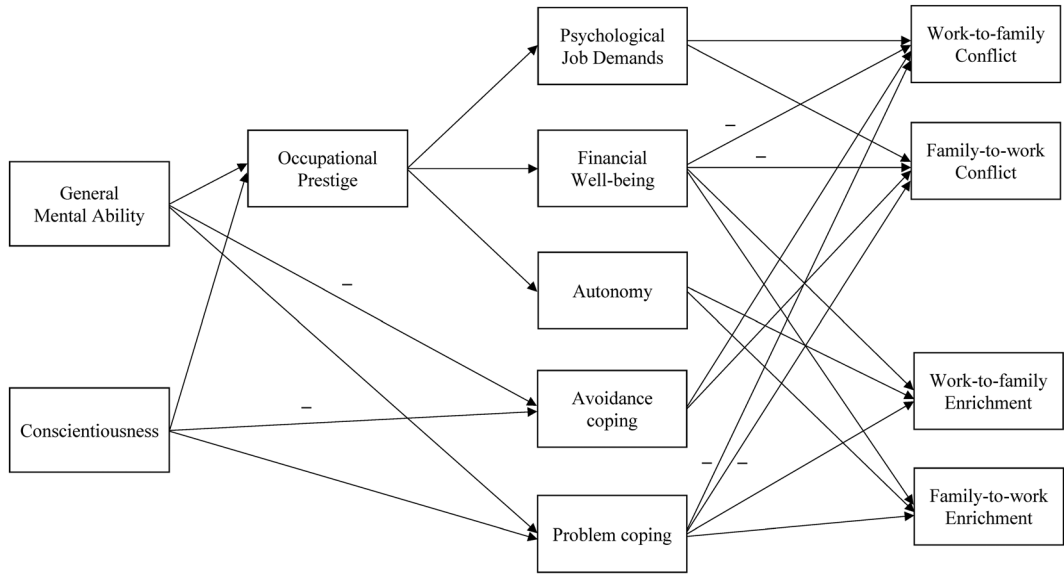 General
Mental Ability
Conscientiousness
Occupational
Prestige
Psychological
Job Demands
Financial
Well-being
Autonomy
Avoidance
coping
Problem coping
Work-to-family
Conflict
Family-to-work
Conflict
Work-to-family
Enrichment
Family-to-work
Enrichment
–
–
–
–
–
–